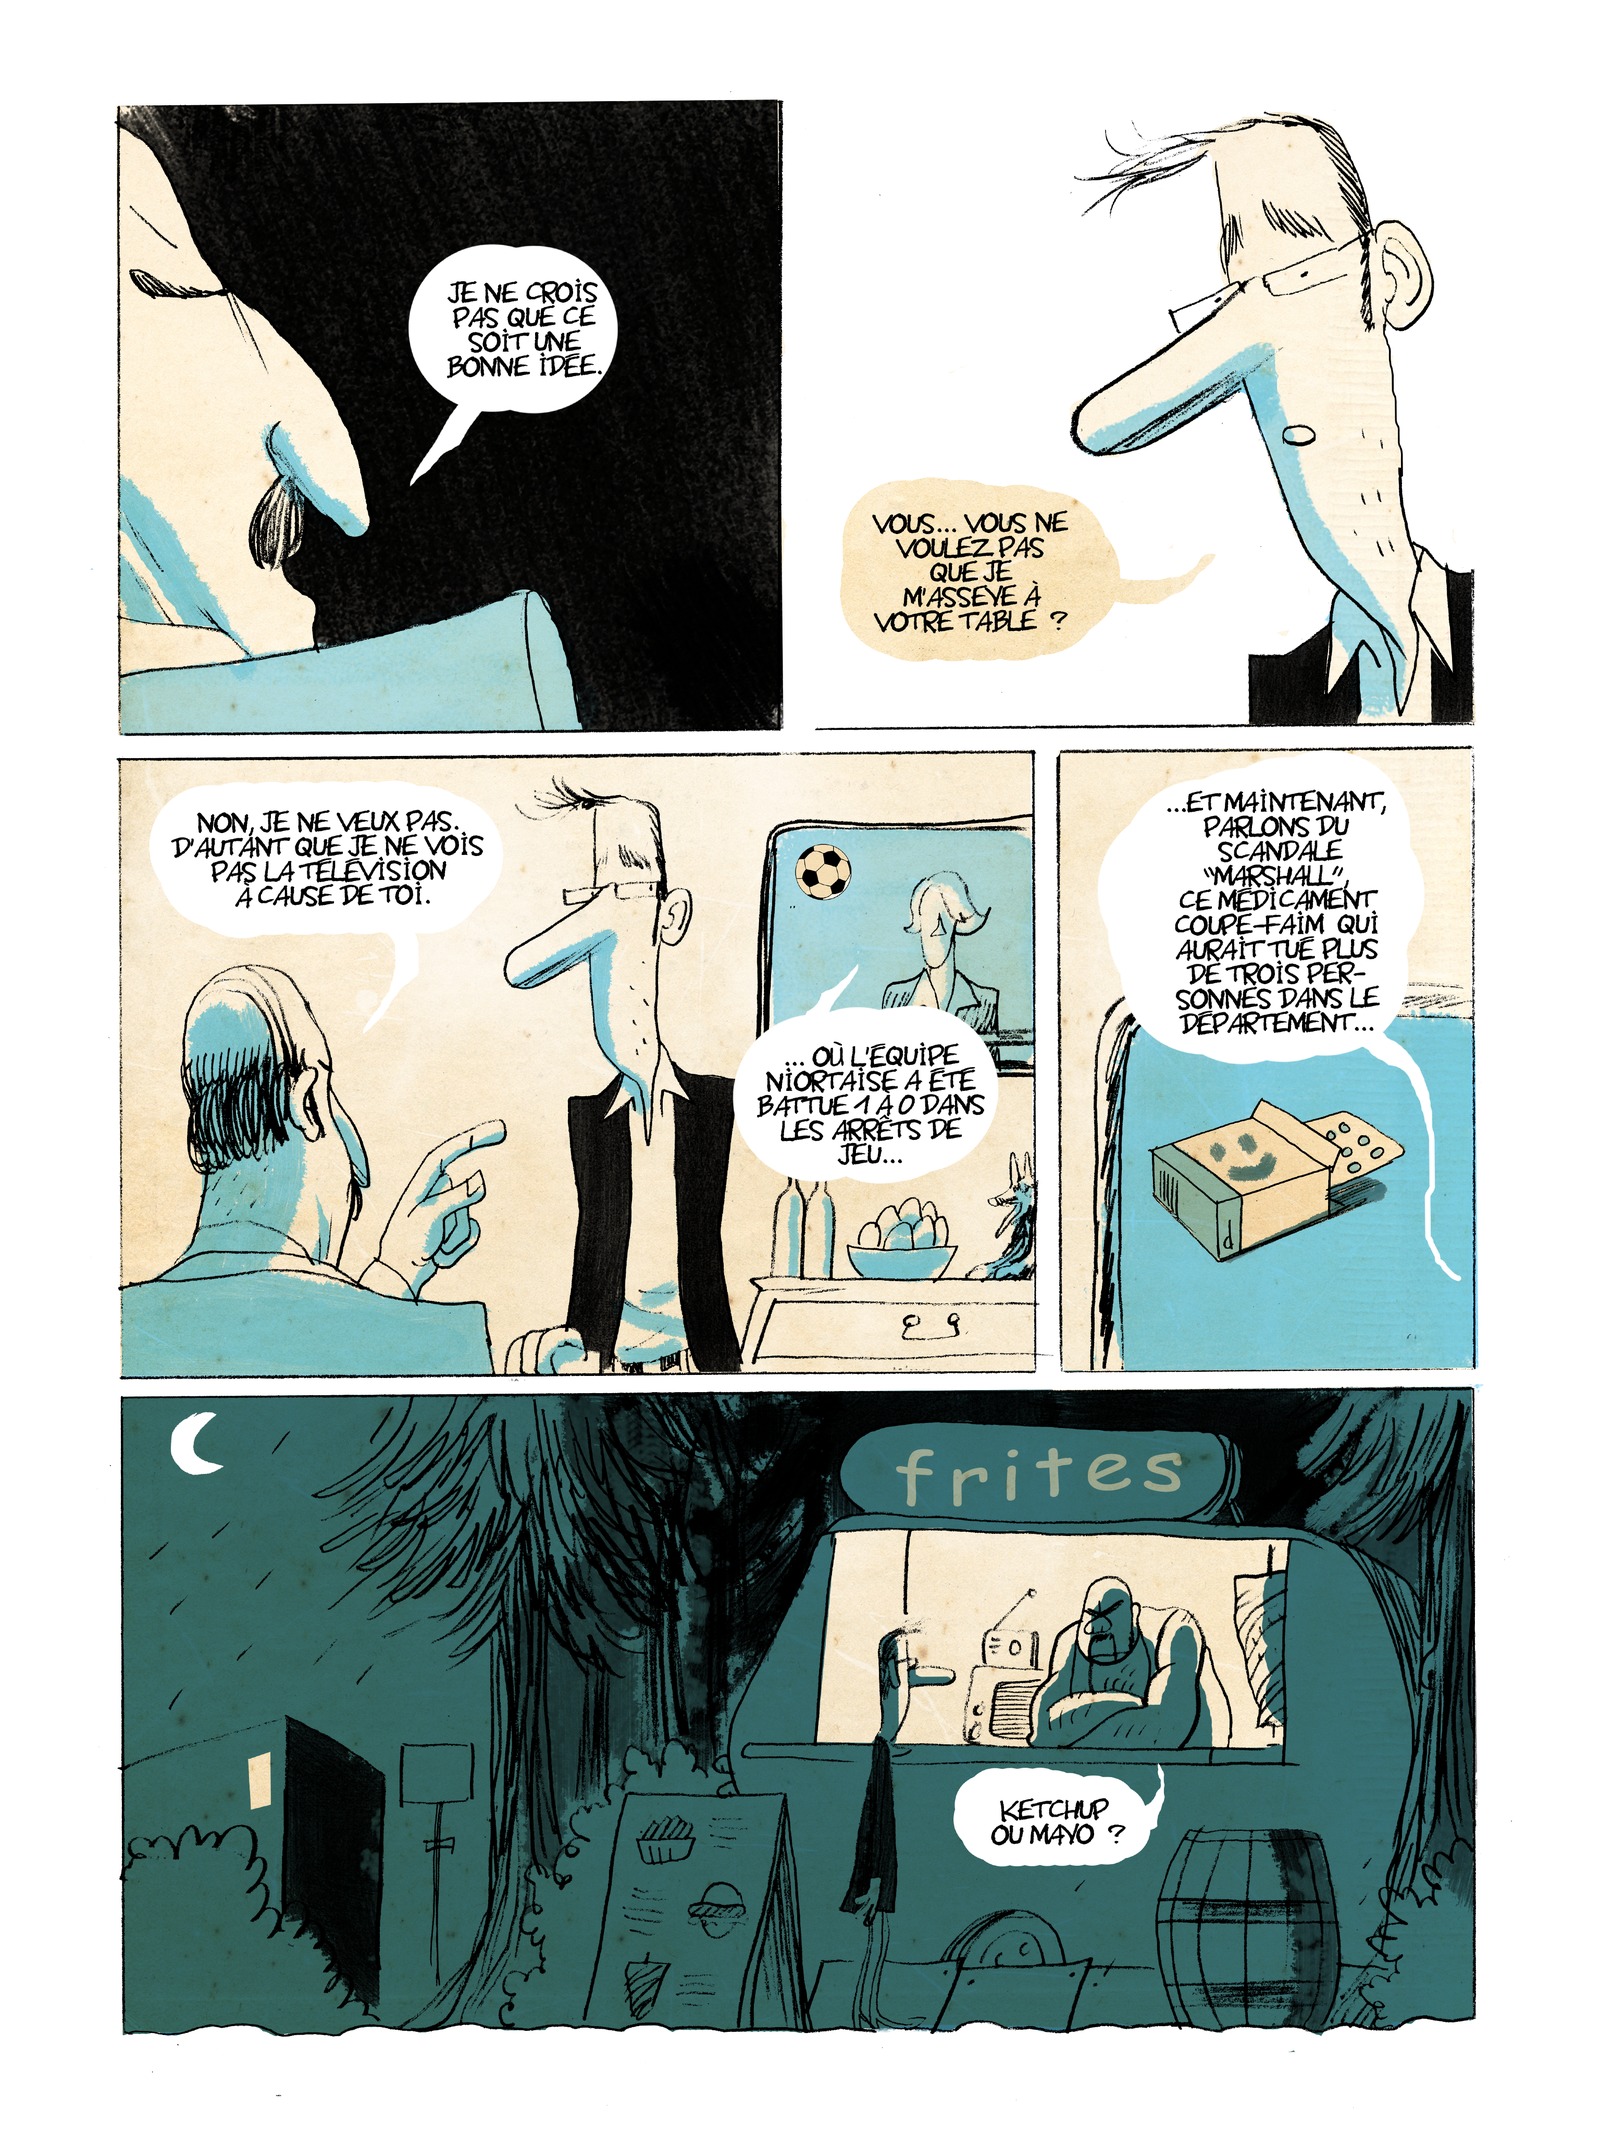 JE NE CROIS
PAS QUE CE
SOIT UNE
BONNE IDÉE.
VOUS... VOUS NE
VOULEZ PAS
QUE JE
M'ASSEYE À
VOTRE TABLE ?
NON, JE NE VEUX PAS.
D'AUTANT QUE JE NE VOIS
PAS LA TÉLÉVISION
À CAUSE DE TOI.
... OÙ L'ÉQUIPE
NIORTAISE A ÉTÉ
BATTUE 1 À 0 DANS
LES ARRÊTS DE
JEU...
...ET MAINTENANT,
PARLONS DU
SCANDALE
"MARSHALL",
CE MÉDICAMENT
COUPE-FAIM QUI
AURAIT TUÉ PLUS
DE TROIS PER-
SONNES DANS LE
DÉPARTEMENT...
frites
KETCHUP
OU MAYO ?